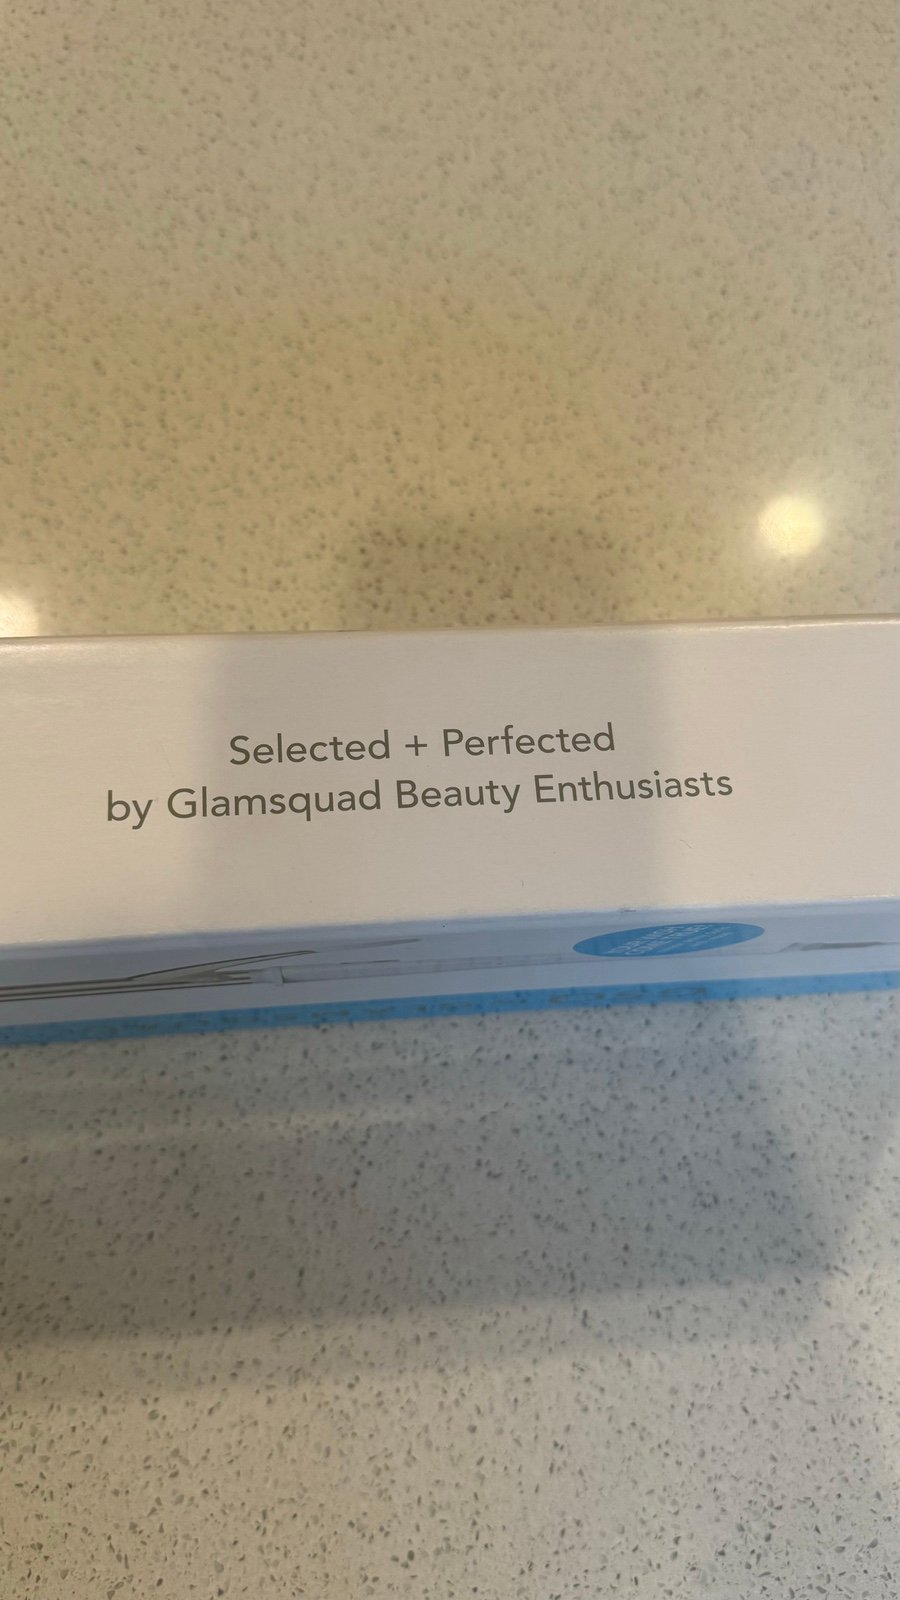 Selected + Perfected
by Glamsquad Beauty Enthusiasts